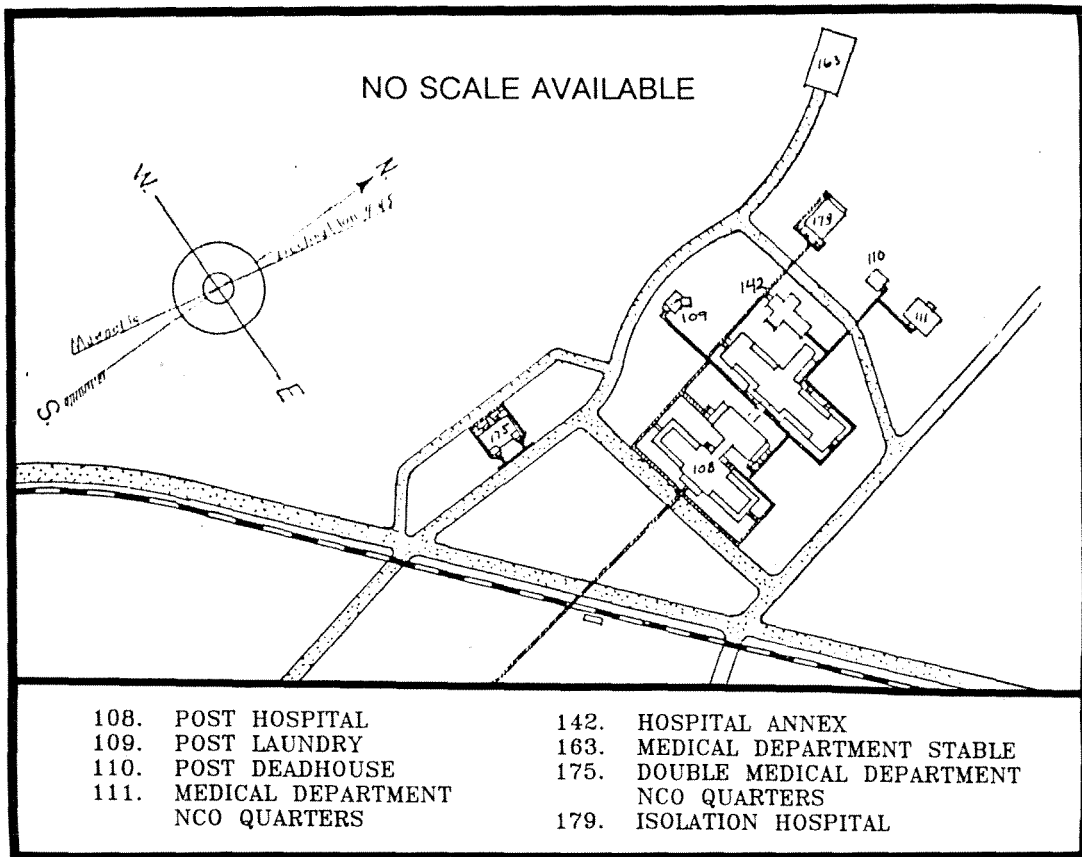 NO SCALE AVAILABLE
163
W.
N.
Declination
179
110
142
109
111
Magnetic
S.
E
175
108
108. POST HOSPITAL
109. POST LAUNDRY
110. POST DEADHOUSE
111. MEDICAL DEPARTMENT
NCO QUARTERS
142. HOSPITAL ANNEX
163. MEDICAL DEPARTMENT STABLE
175. DOUBLE MEDICAL DEPARTMENT
NCO QUARTERS
179. ISOLATION HOSPITAL